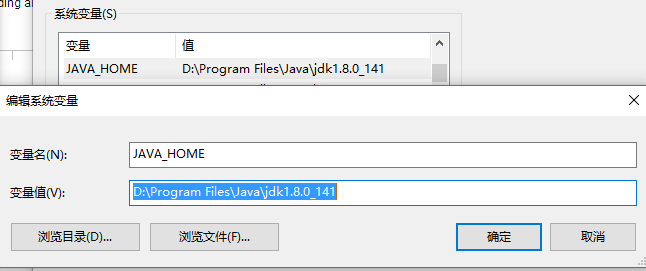 ding a
系统变量(S)
变量 值
JAVA_HOME D:\Program Files\Java\jdk1.8.0_141
编辑系统变量
变量名(N): JAVA_HOME
变量值(V): D:\Program Files\Java\jdk1.8.0_141
浏览目录(D)... 浏览文件(F)... 确定 取消